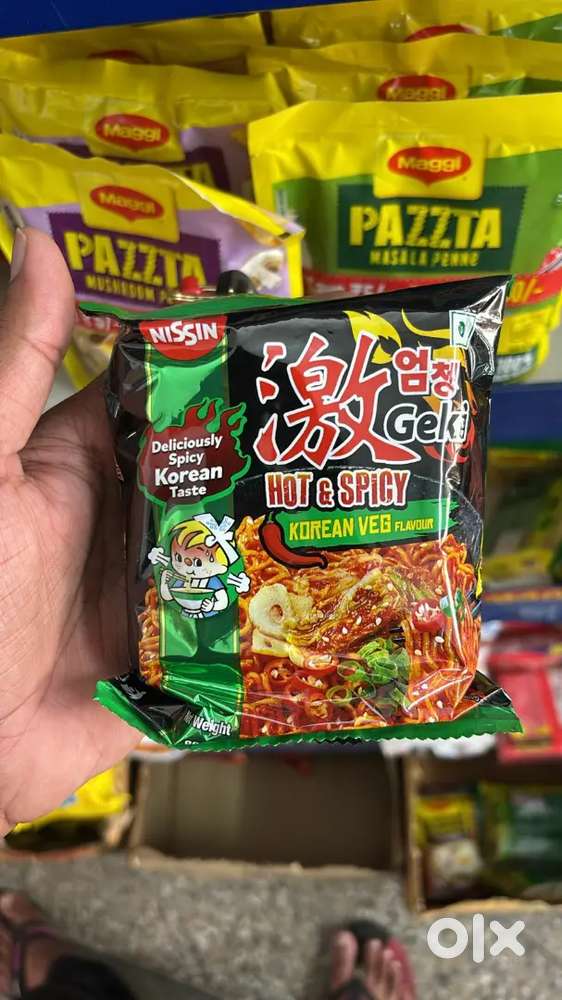 Maggi
Maggi
Maggi
Maggi
PAZZTA
MUSHROOM
PAZZTA
MASALA PENNE
NISSIN
激
엄청
Geki
Deliciously
Spicy
Korean
Taste
HOT & SPICY
KOREAN VEG FLAVOUR
Net Weight
olx